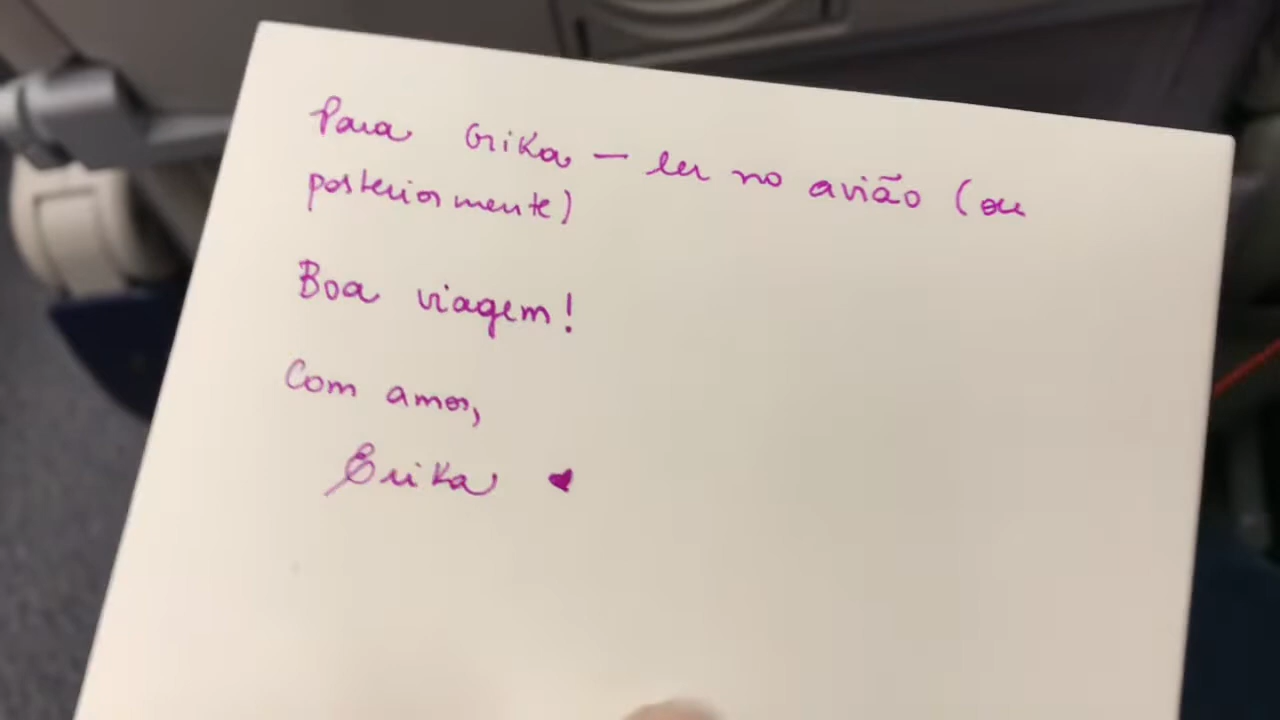 Para Erika — ler no avião (ou
posteriormente)
Boa viagem!
Com amor,
Erika